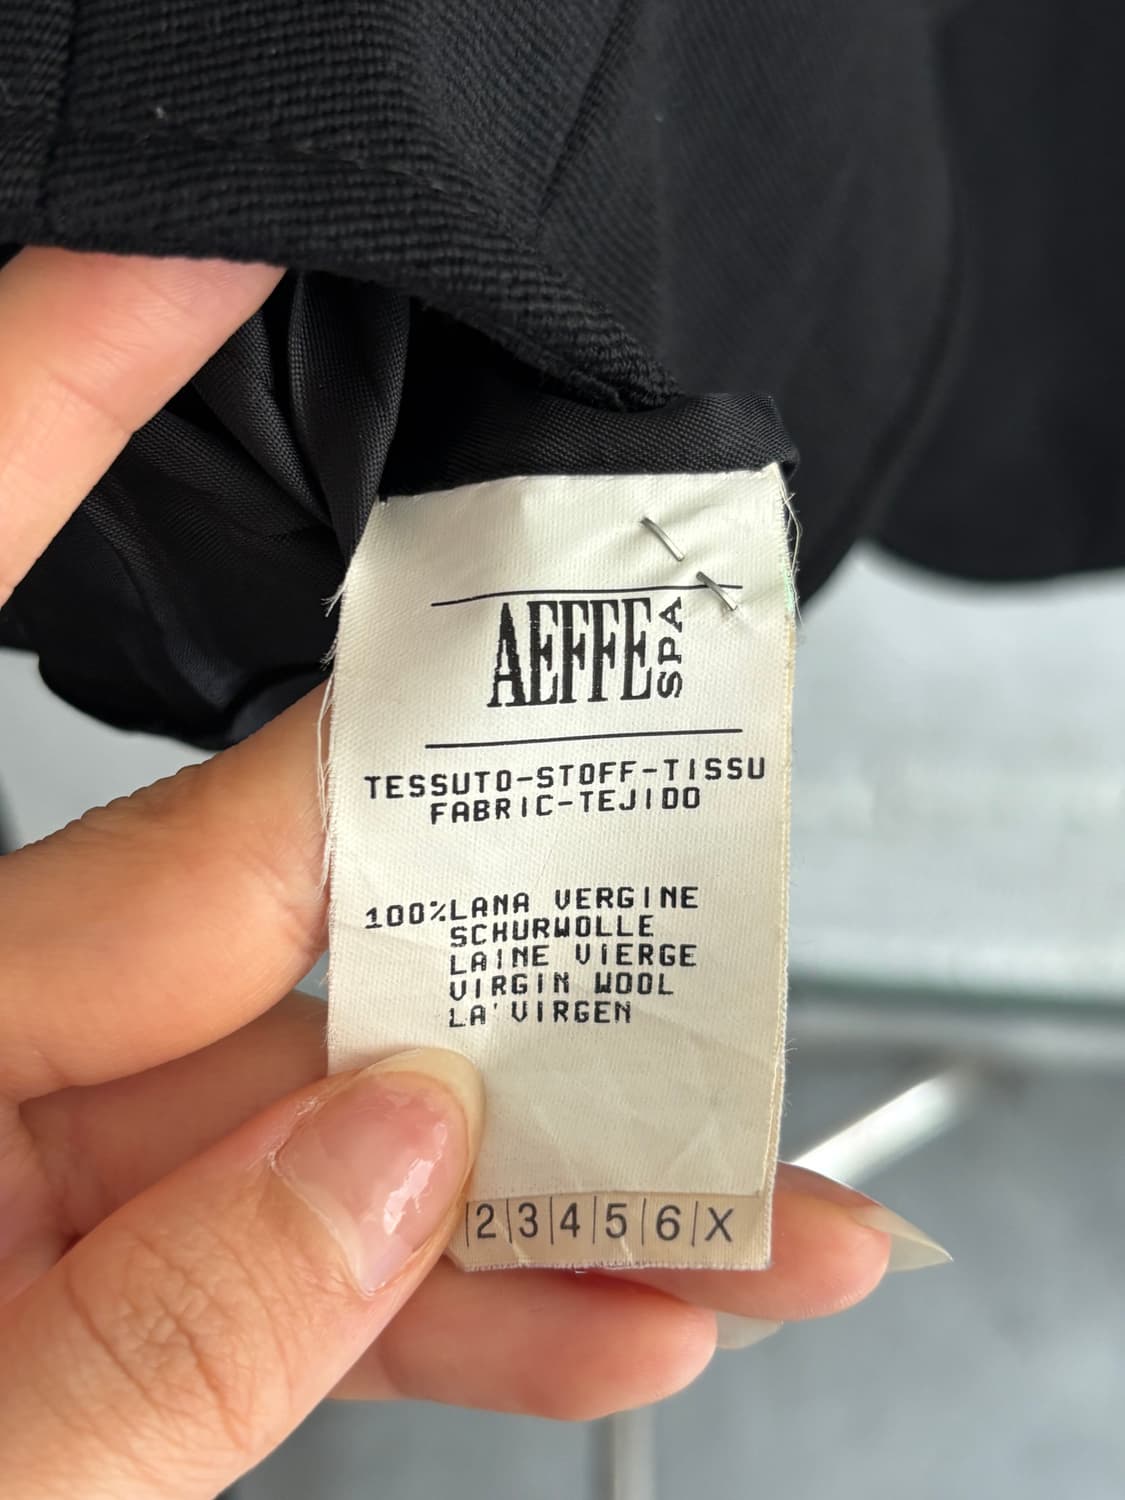 AEFFE SPA
TESSUTO-STOFF-TISSU
FABRIC-TEJIDO
100%LANA VERGINE
SCHURWOLLE
LAINE VIERGE
VIRGIN WOOL
LA'VIRGEN
|2|3|4|5|6|X